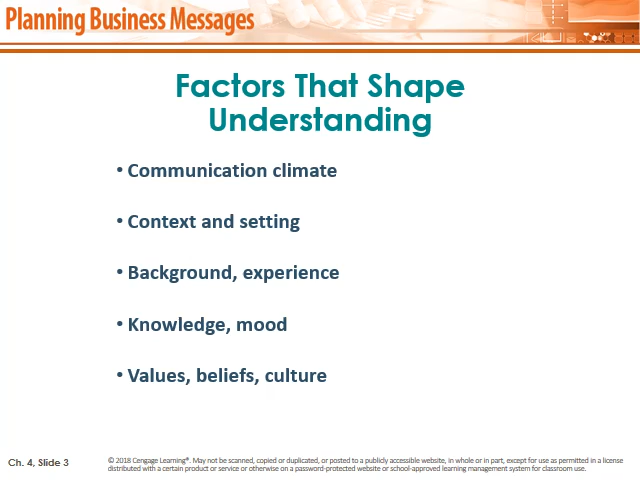 Planning Business Messages
Factors That Shape
Understanding
• Communication climate
• Context and setting
• Background, experience
• Knowledge, mood
• Values, beliefs, culture
Ch. 4, Slide 3
© 2018 Cengage Learning®. May not be scanned, copied or duplicated, or posted to a publicly accessible website, in whole or in part, except for use as permitted in a license
distributed with a certain product or service or otherwise on a password-protected website or school-approved learning management system for classroom use.